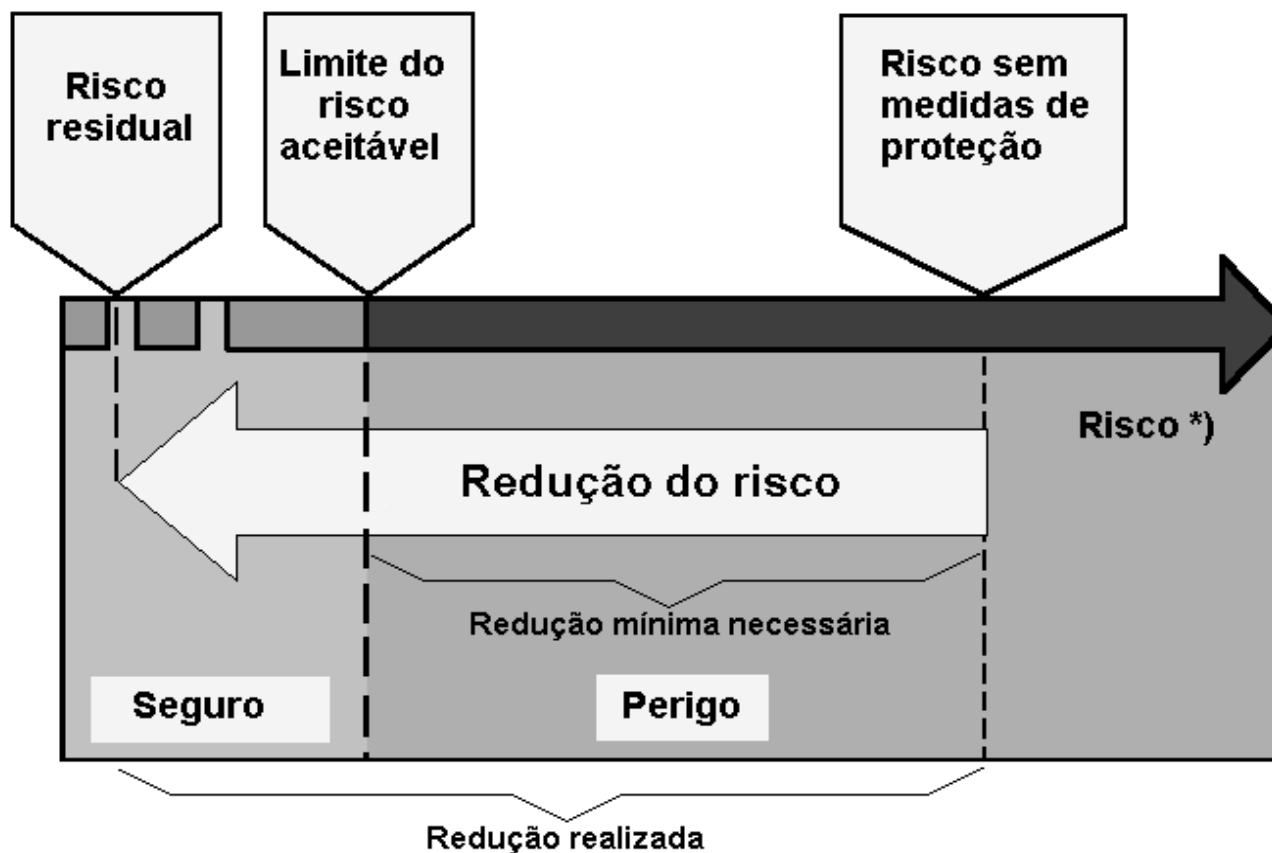 Risco
residual
Limite do
risco
aceitável
Risco sem
medidas de
proteção
Risco *)
Redução do risco
Redução mínima necessária
Seguro
Perigo
Redução realizada